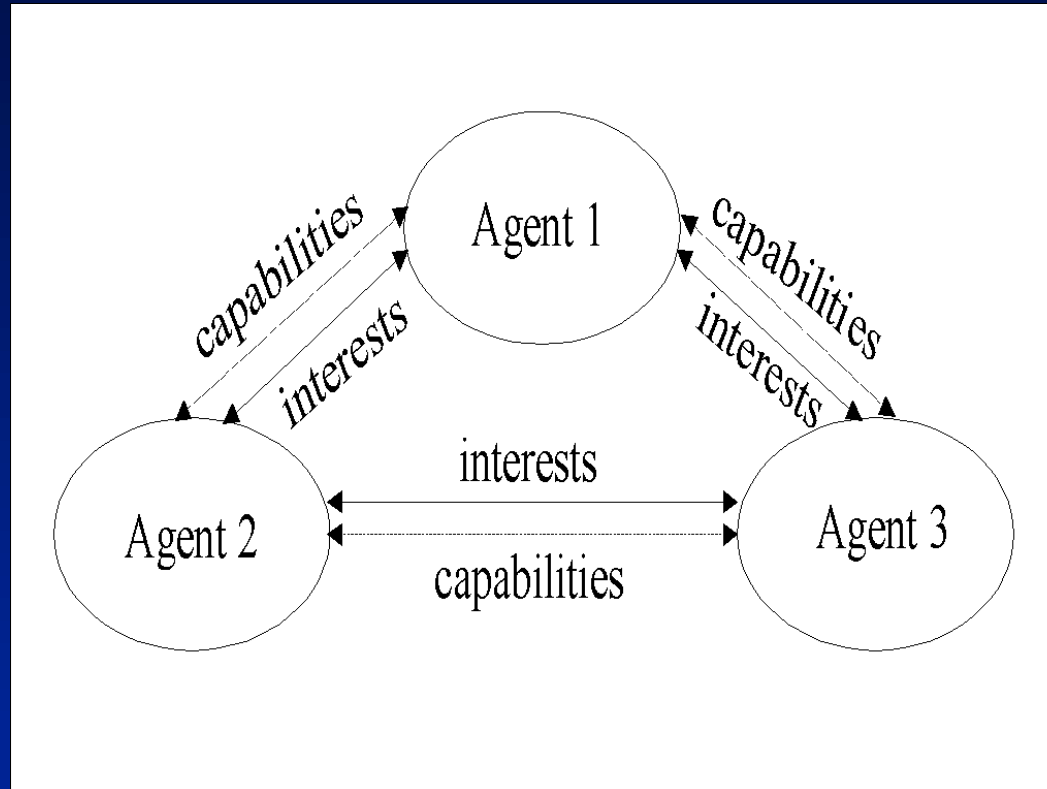 Agent 1
capabilities
capabilities
interests
interests
interests
Agent 2
Agent 3
capabilities